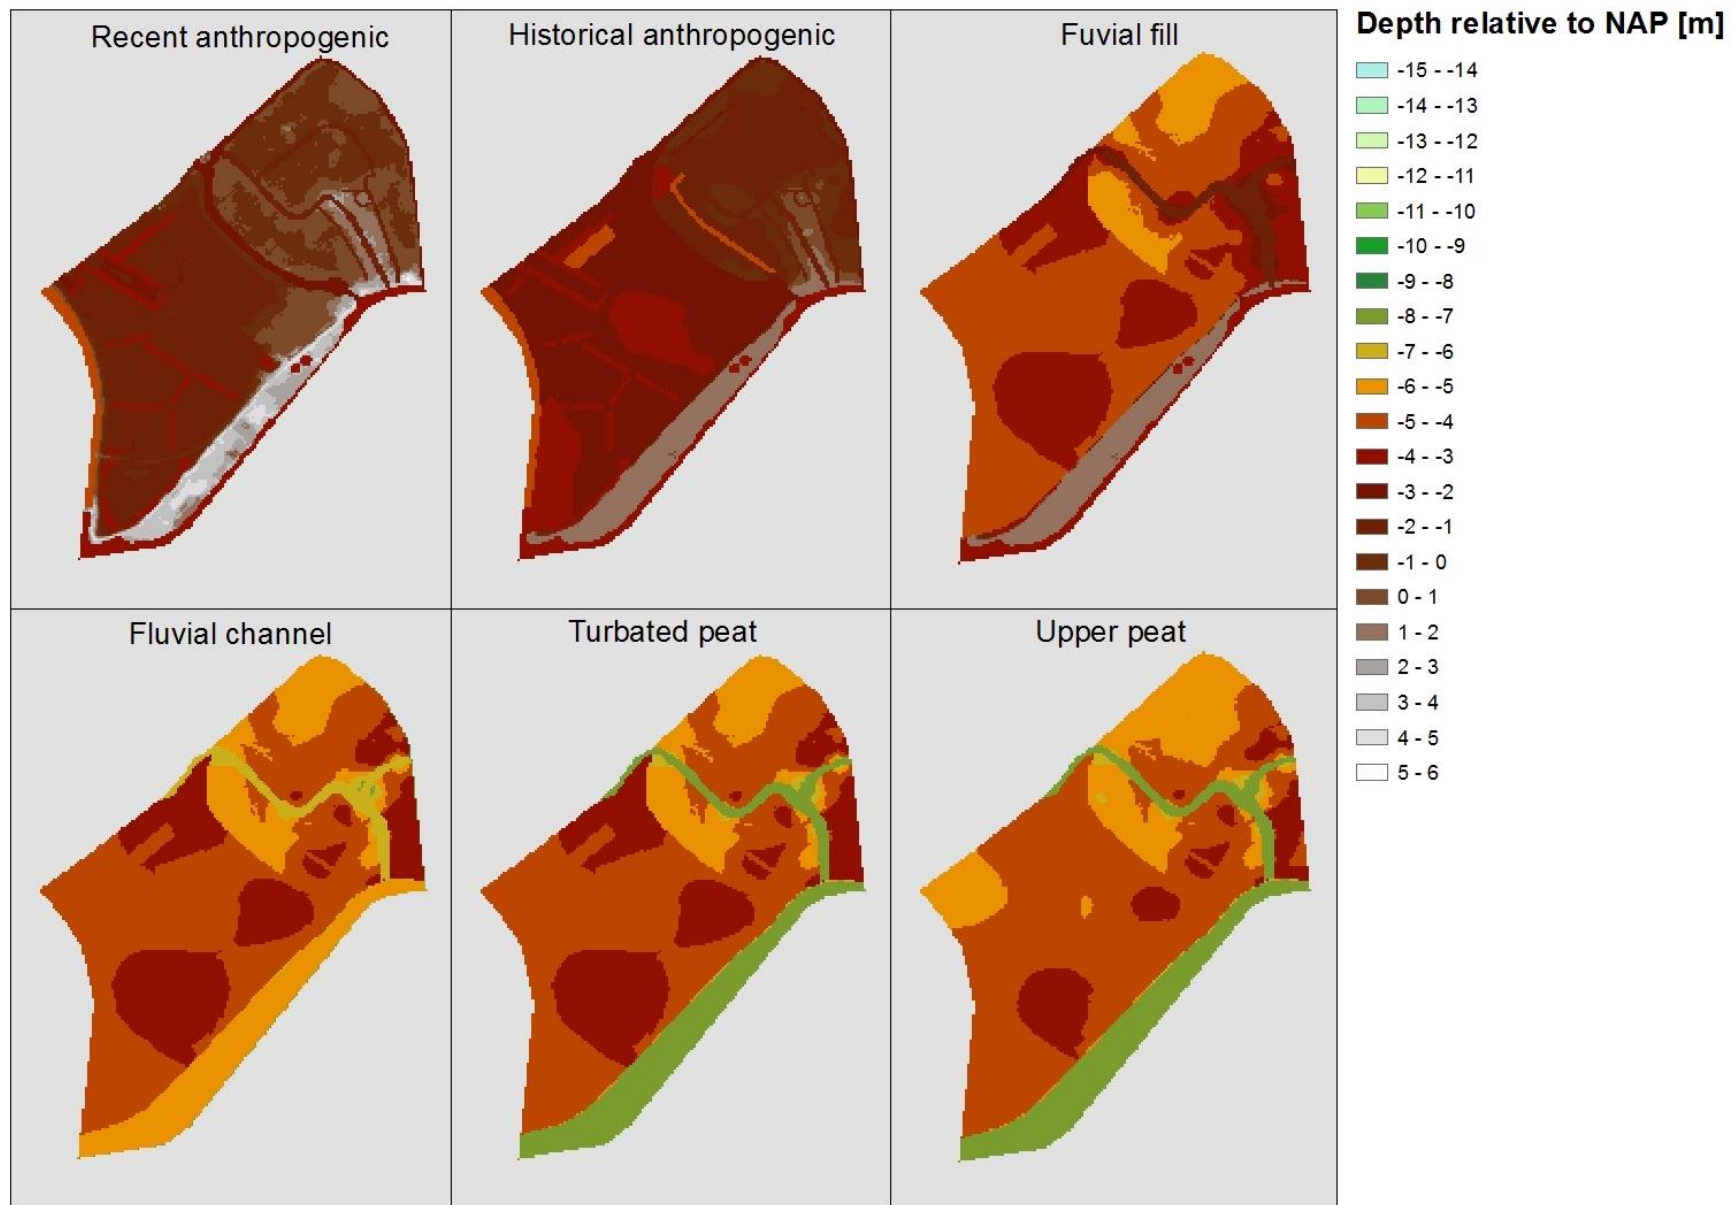 Recent anthropogenic
Historical anthropogenic
Fuvial fill
Fluvial channel
Turbated peat
Upper peat
Depth relative to NAP [m]
-15 - -14
-14 - -13
-13 - -12
-12 - -11
-11 - -10
-10 - -9
-9 - -8
-8 - -7
-7 - -6
-6 - -5
-5 - -4
-4 - -3
-3 - -2
-2 - -1
-1 - 0
0 - 1
1 - 2
2 - 3
3 - 4
4 - 5
5 - 6